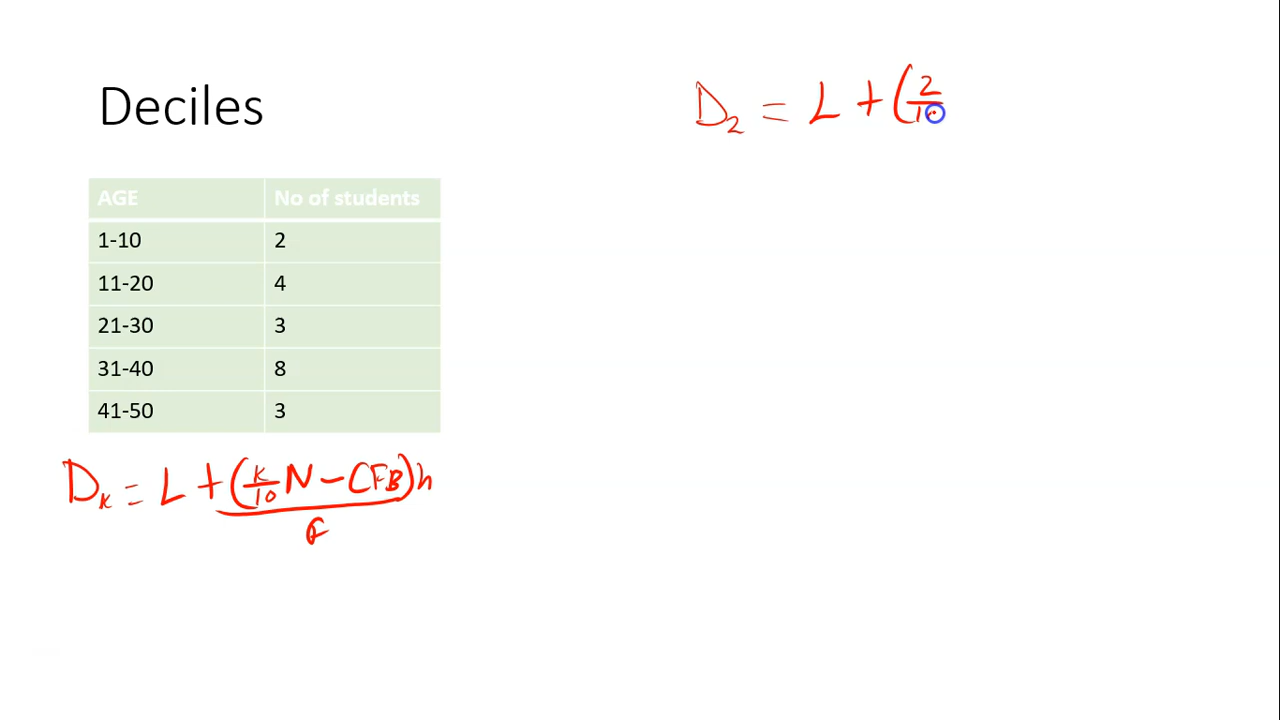 Deciles
D₂ = L + (2/10
AGE No of students
1-10 2
11-20 4
21-30 3
31-40 8
41-50 3
Dₖ = L + (k/10 N - CFB)h / f